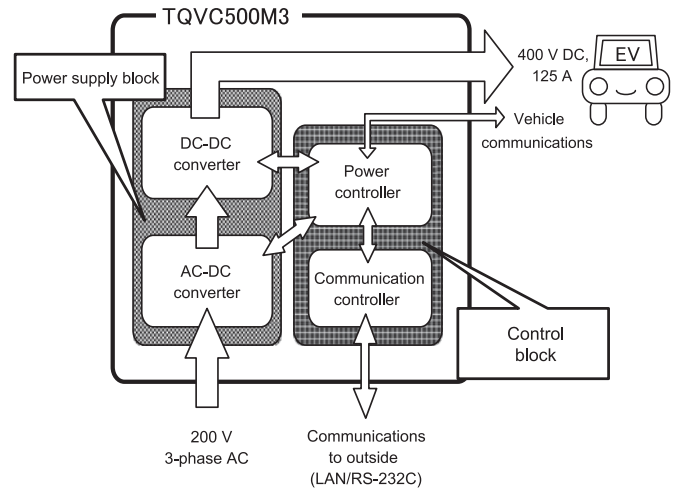 TQVC500M3
Power supply block
400 V DC,
125 A
EV
DC-DC
converter
Vehicle
communications
Power
controller
AC-DC
converter
Communication
controller
Control
block
200 V
3-phase AC
Communications
to outside
(LAN/RS-232C)